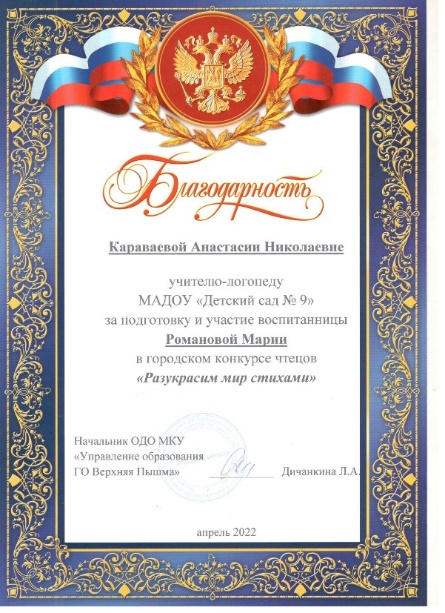 Благодарность
Караваевой Анастасии Николаевне
учителю-логопеду
МАДОУ «Детский сад № 9»
за подготовку и участие воспитанницы
Романовой Марии
в городском конкурсе чтецов
«Разукрасим мир стихами»
Начальник ОДО МКУ
«Управление образования
ГО Верхняя Пышма» Дичанкина Л.А.
апрель 2022